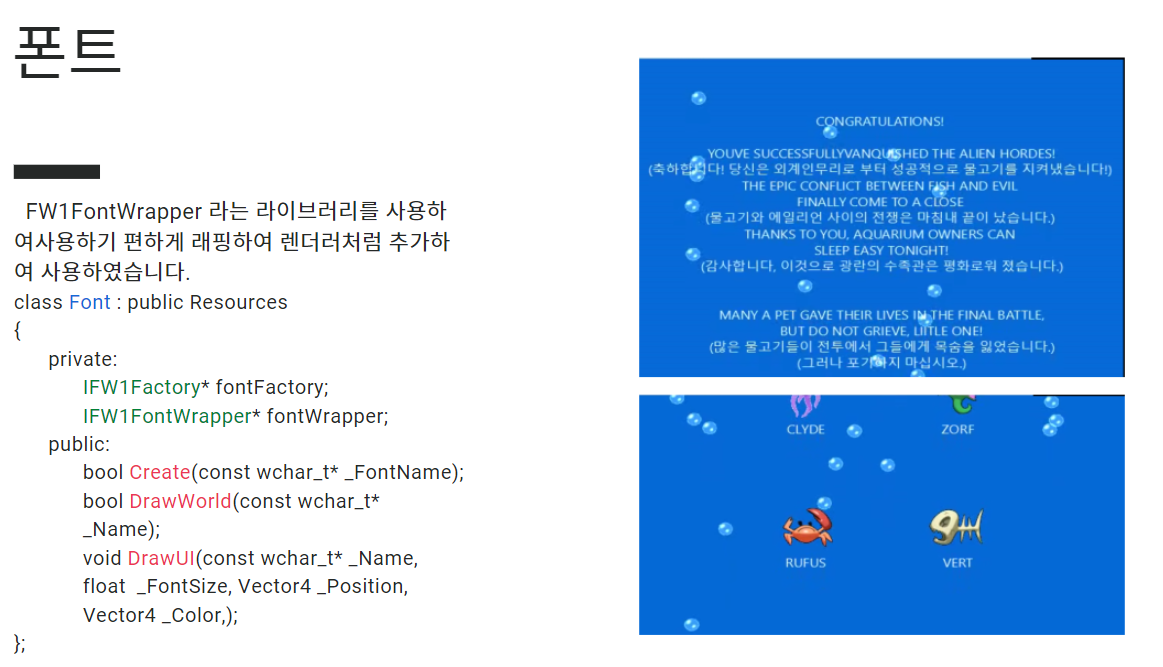 폰트
FW1FontWrapper 라는 라이브러리를 사용하
여사용하기 편하게 래핑하여 렌더러처럼 추가하
여 사용하였습니다.
class Font : public Resources
{
private:
IFW1Factory* fontFactory;
IFW1FontWrapper* fontWrapper;
public:
bool Create(const wchar_t* _FontName);
bool DrawWorld(const wchar_t*
_Name);
void DrawUI(const wchar_t* _Name,
float _FontSize, Vector4 _Position,
Vector4 _Color,);
};
CONGRATULATIONS!
YOUVE SUCCESSFULLYVANQUISHED THE ALIEN HORDES!
(축하합니다! 당신은 외계인무리로 부터 성공적으로 물고기를 지켜냈습니다!)
THE EPIC CONFLICT BETWEEN FISH AND EVIL
FINALLY COME TO A CLOSE
(물고기와 에일리언 사이의 전쟁은 마침내 끝이 났습니다.)
THANKS TO YOU, AQUARIUM OWNERS CAN
SLEEP EASY TONIGHT!
(감사합니다, 이것으로 광란의 수족관은 평화로워 졌습니다.)
MANY A PET GAVE THEIR LIVES IN THE FINAL BATTLE,
BUT DO NOT GRIEVE, LIITLE ONE!
(많은 물고기들이 전투에서 그들에게 목숨을 잃었습니다.)
(그러나 포기하지 마십시오.)
CLYDE ZORF
RUFUS VERT